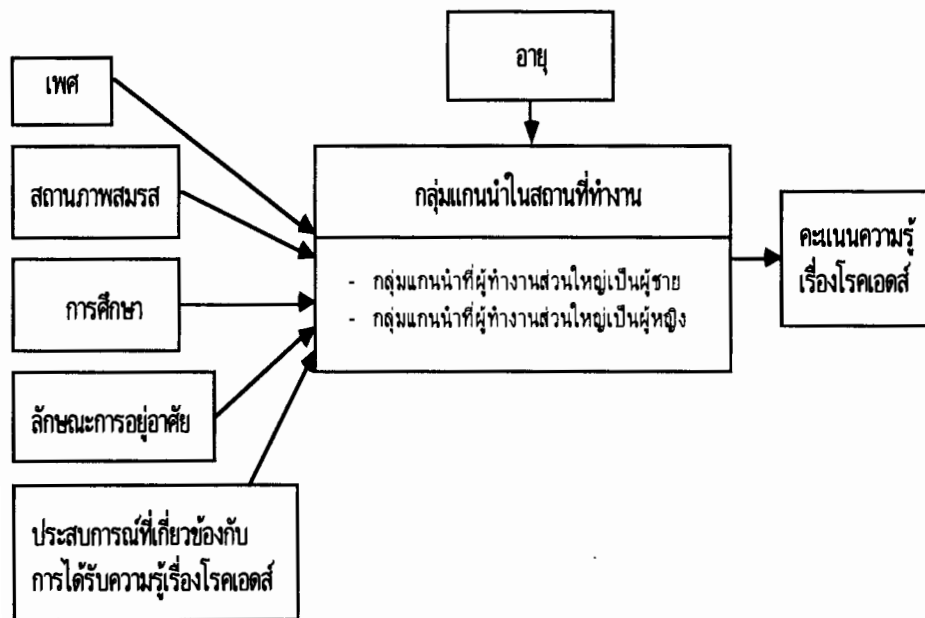 อายุ
เพศ
สถานภาพสมรส
การศึกษา
ลักษณะการอยู่อาศัย
ประสบการณ์ที่เกี่ยวข้องกับ
การได้รับความรู้เรื่องโรคเอดส์
กลุ่มแกนนำในสถานที่ทำงาน
- กลุ่มแกนนำที่ผู้ทำงานส่วนใหญ่เป็นผู้ชาย
- กลุ่มแกนนำที่ผู้ทำงานส่วนใหญ่เป็นผู้หญิง
คะแนนความรู้
เรื่องโรคเอดส์